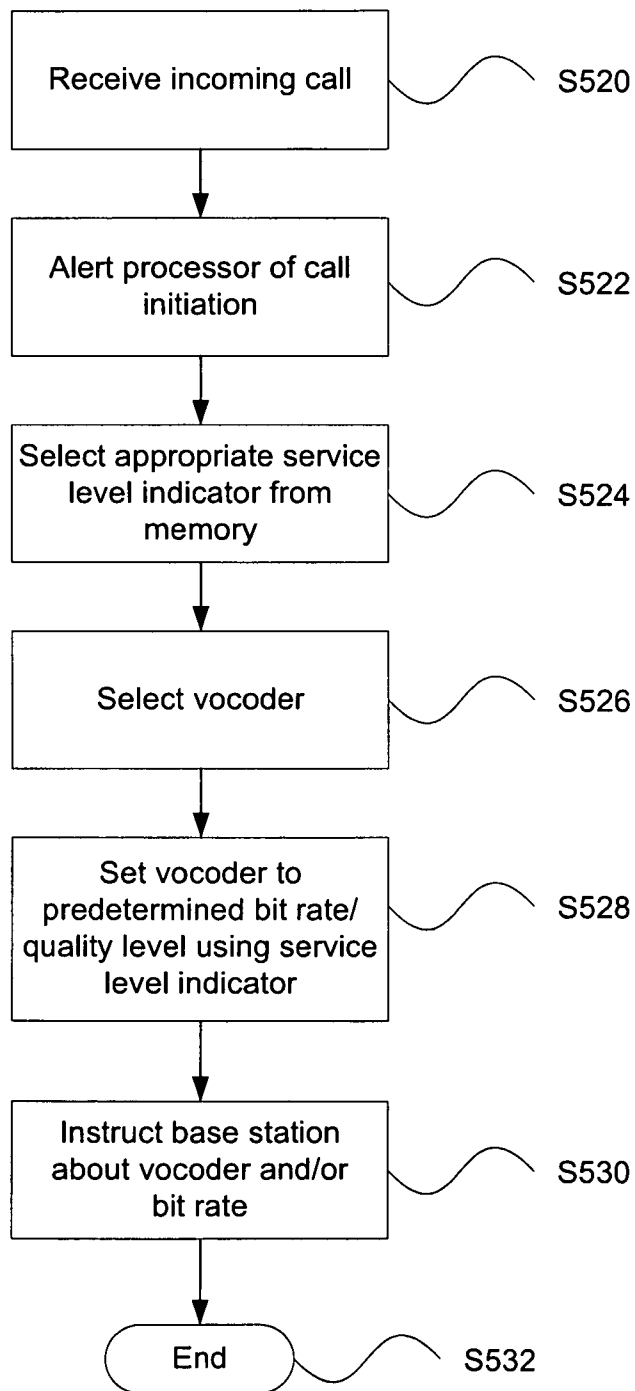 Receive incoming call
S520
Alert processor of call
initiation
S522
Select appropriate service
level indicator from
memory
S524
Select vocoder
S526
Set vocoder to
predetermined bit rate/
quality level using service
level indicator
S528
Instruct base station
about vocoder and/or
bit rate
S530
End
S532